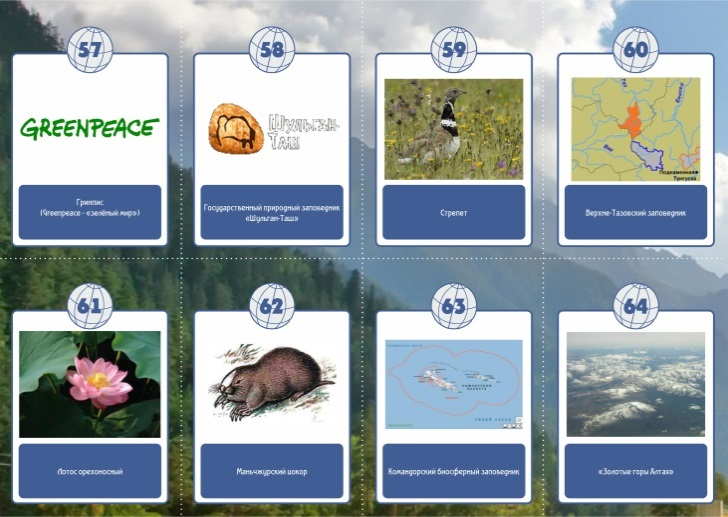 57
58
59
60
GREENPEACE
Шульган-
Таш
Подкаменная
Тунгуска
Гринпис
(Greenpeace - «зелёный мир»)
Государственный природный заповедник
«Шульган-Таш»
Стрепет
Верхне-Тазовский заповедник
61
62
63
64
Лотос орехоносный
Маньчжурский цокор
Командорский биосферный заповедник
«Золотые горы Алтая»